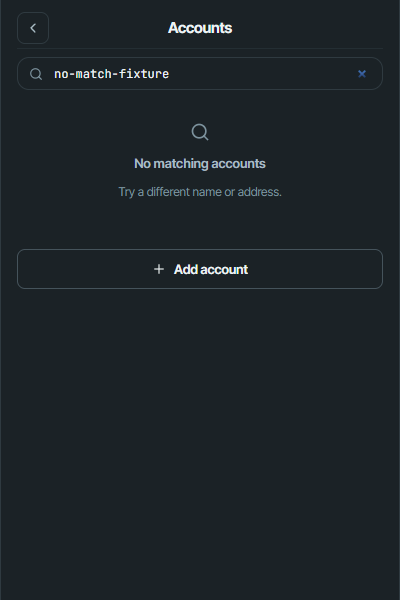 Accounts
no-match-fixture
No matching accounts
Try a different name or address.
Add account